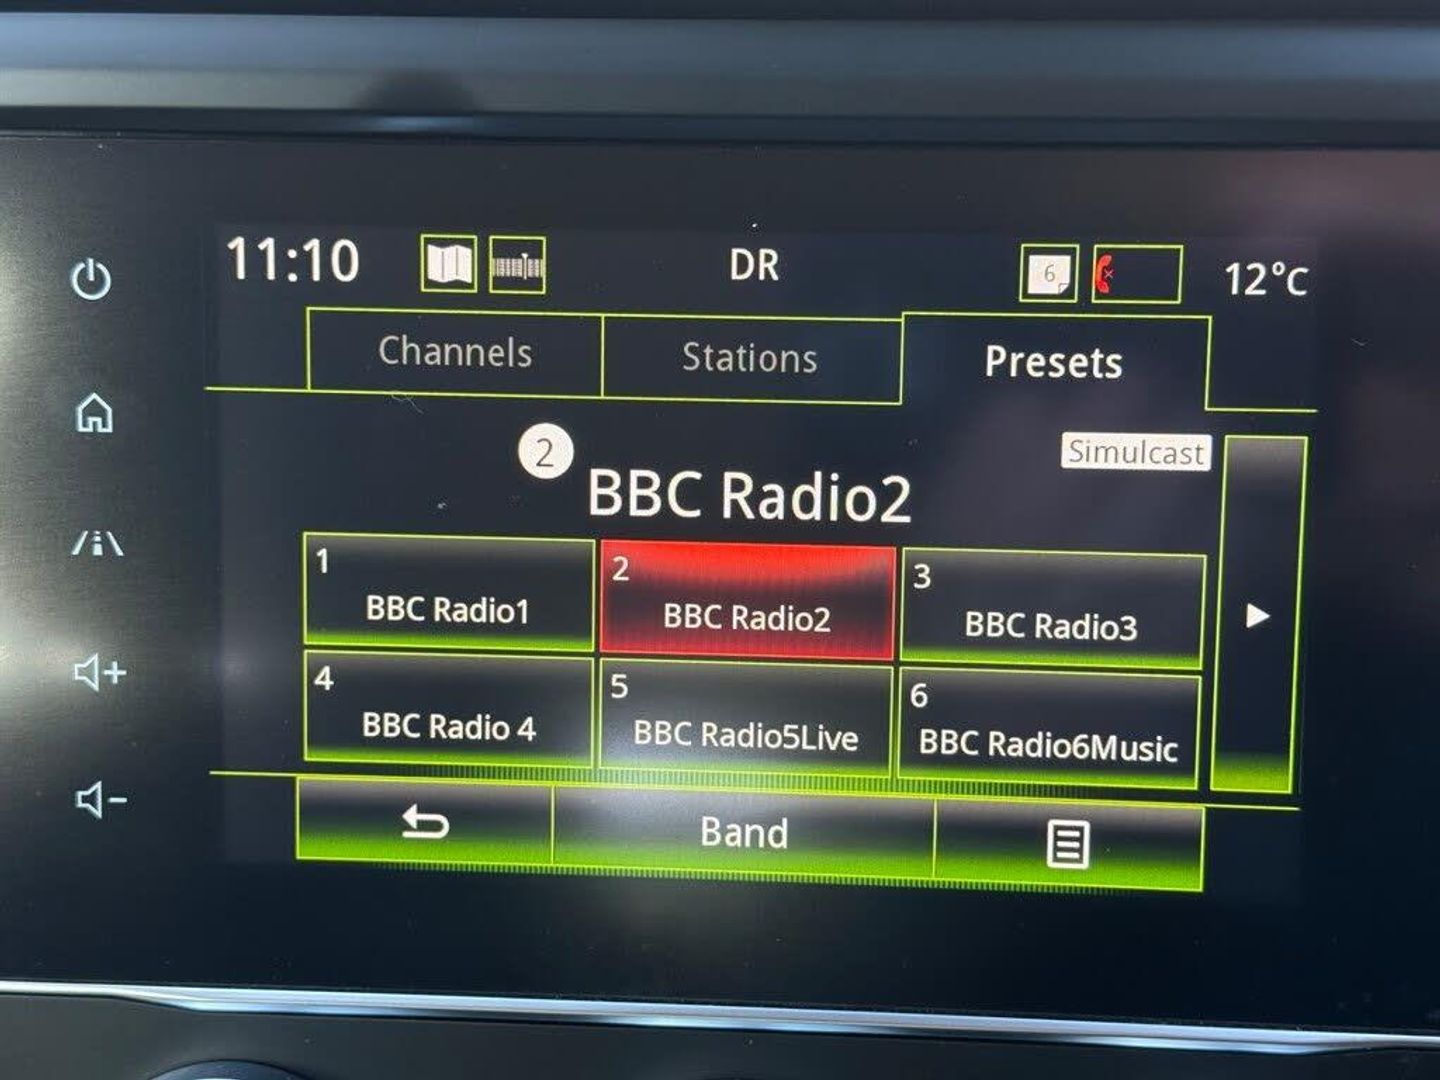 11:10
DR
6
12°C
Channels
Stations
Presets
2
BBC Radio2
Simulcast
1
BBC Radio1
2
BBC Radio2
3
BBC Radio3
4
BBC Radio 4
5
BBC Radio5Live
6
BBC Radio6Music
Band